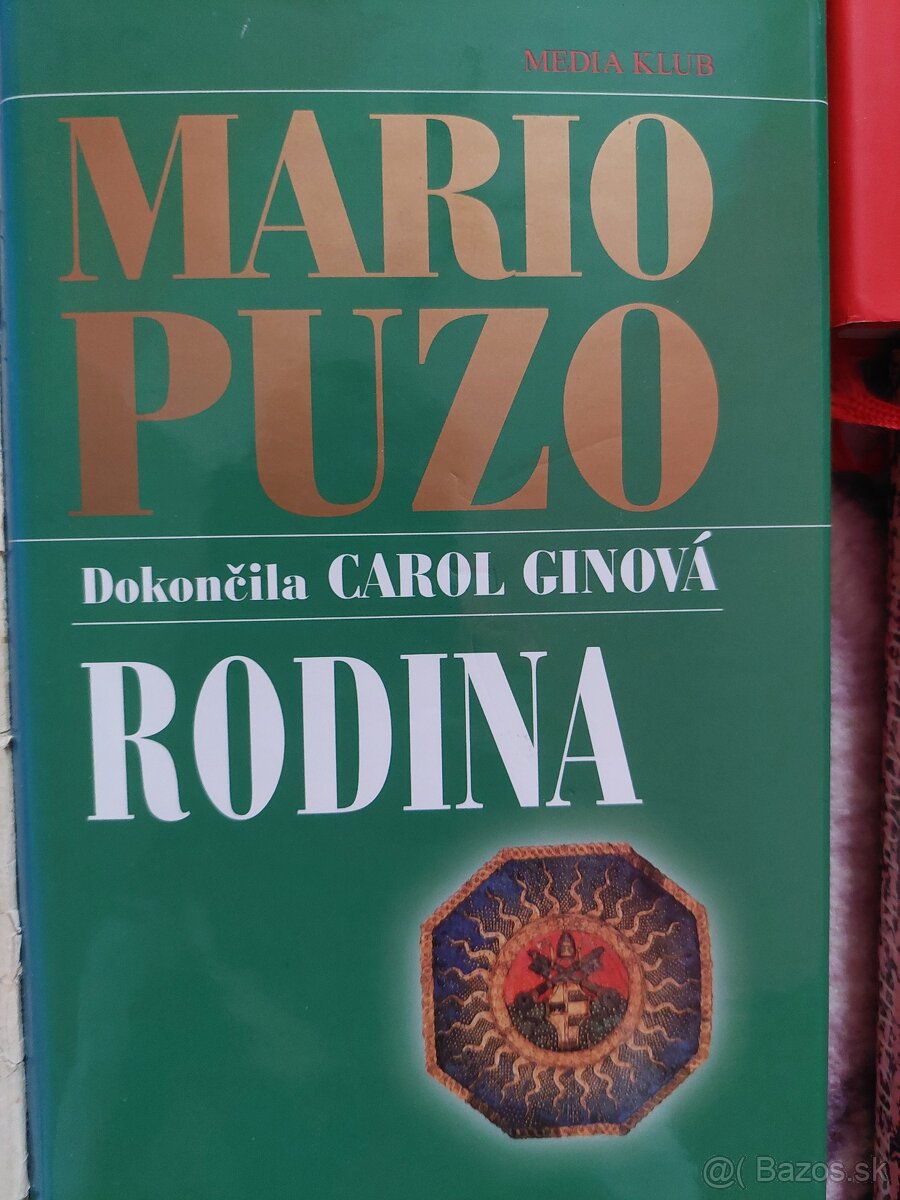 MEDIA KLUB
MARIO
PUZO
Dokončila CAROL GINOVÁ
RODINA
@( Bazos.sk